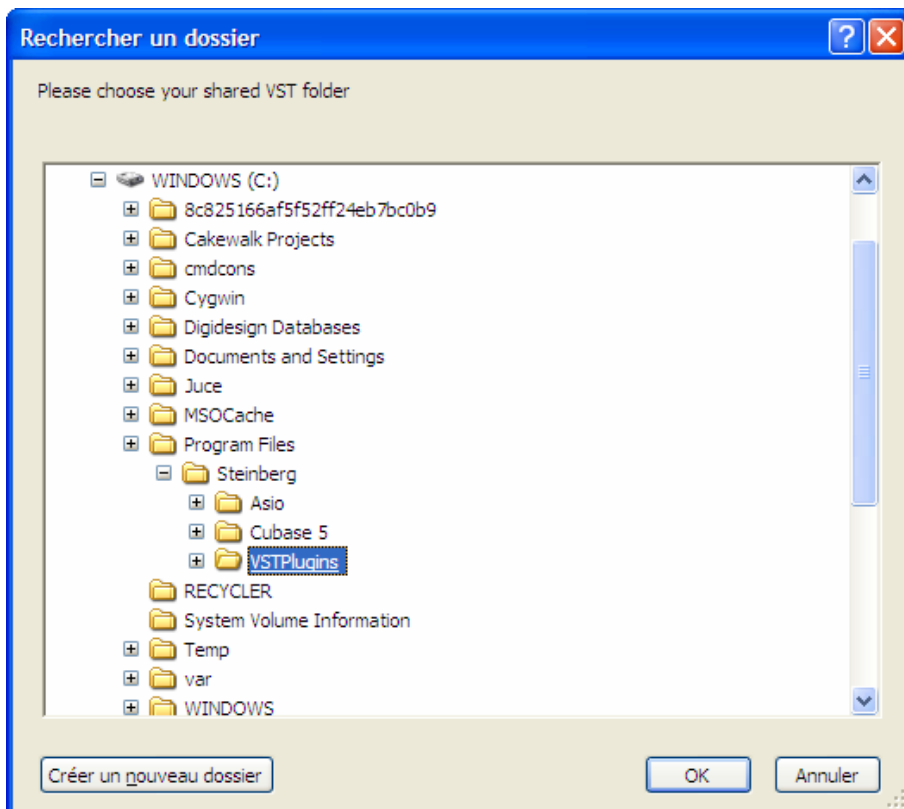 Rechercher un dossier
Please choose your shared VST folder
WINDOWS (C:)
8c825166af5f52ff24eb7bc0b9
Cakewalk Projects
cmdcons
Cygwin
Digidesign Databases
Documents and Settings
Juce
MSOCache
Program Files
Steinberg
Asio
Cubase 5
VSTPlugins
RECYCLER
System Volume Information
Temp
var
WINDOWS
Créer un nouveau dossier OK Annuler